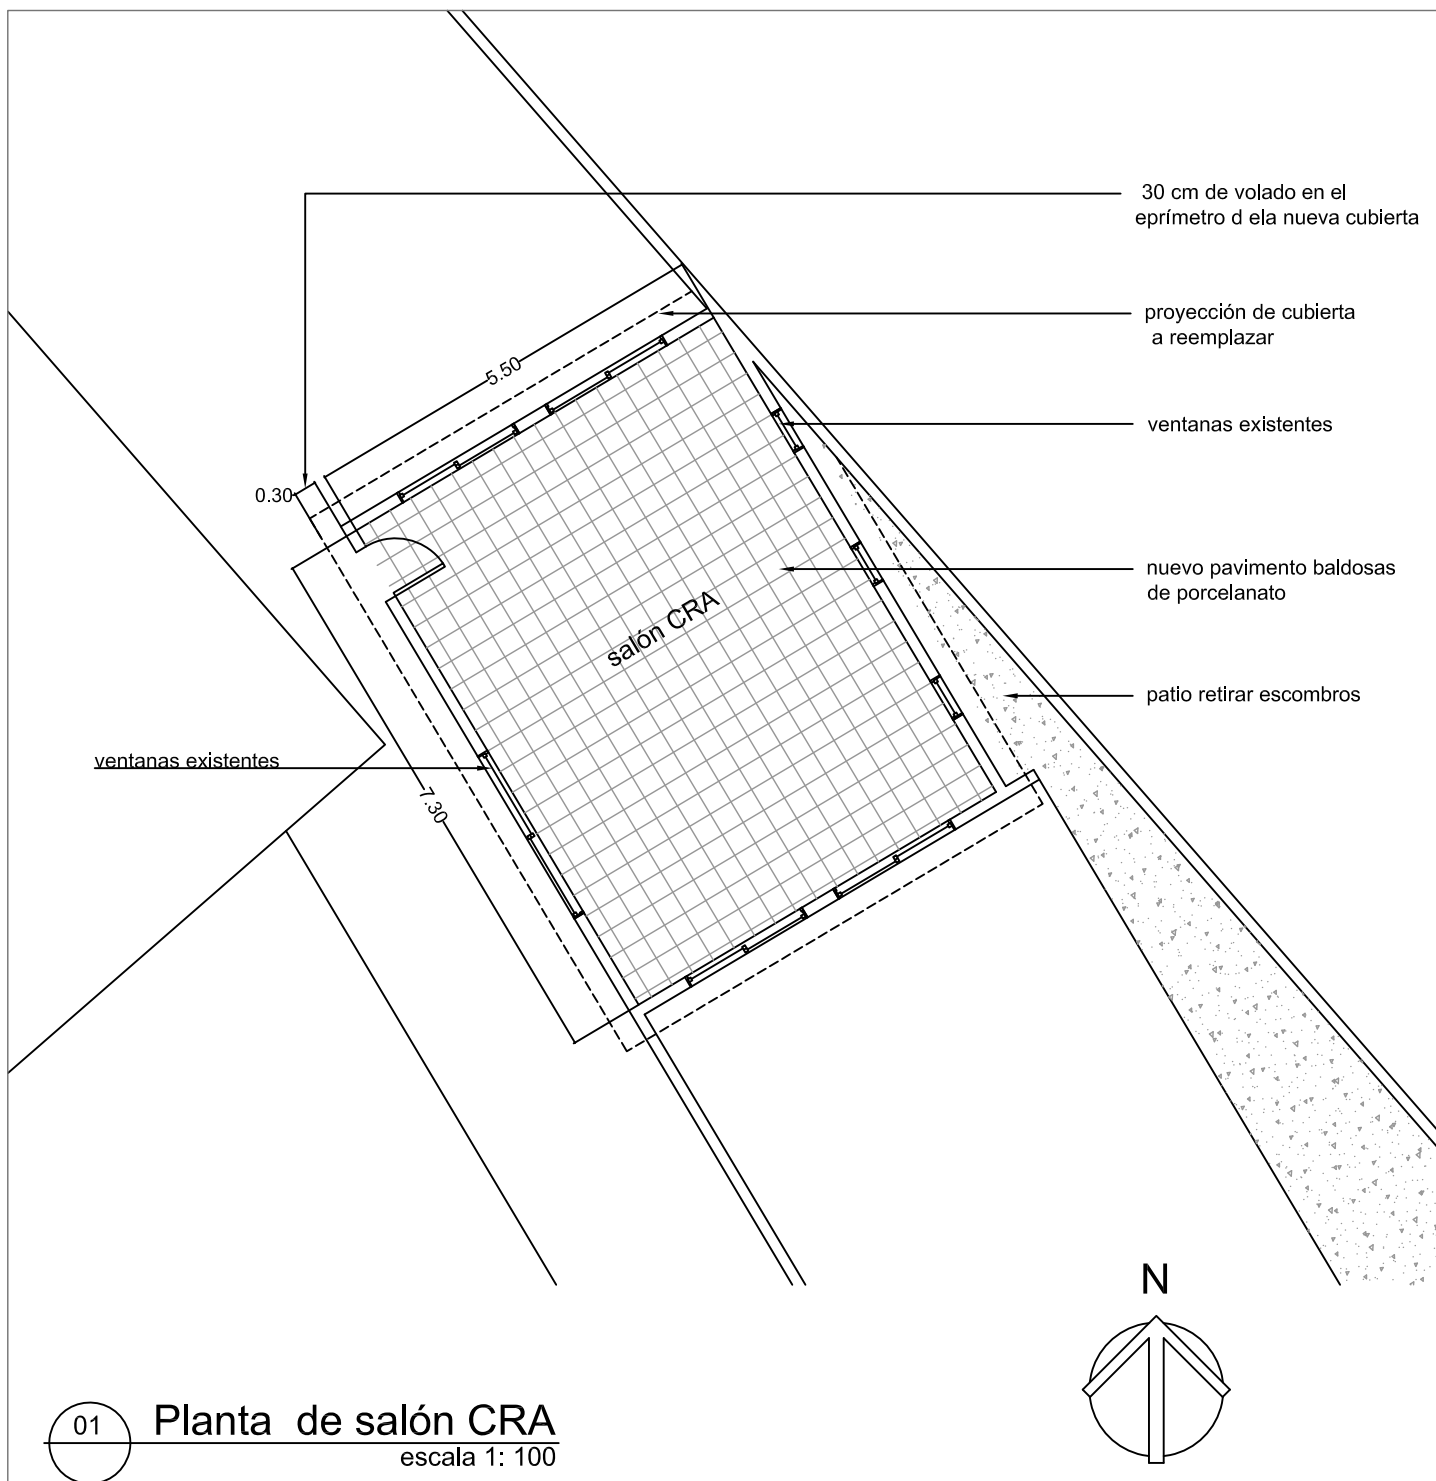 30 cm de volado en el
eprímetro d ela nueva cubierta
proyección de cubierta
a reemplazar
5.50
ventanas existentes
0.30
nuevo pavimento baldosas
de porcelanato
salón CRA
patio retirar escombros
ventanas existentes
7.30
N
01
Planta de salón CRA
escala 1: 100